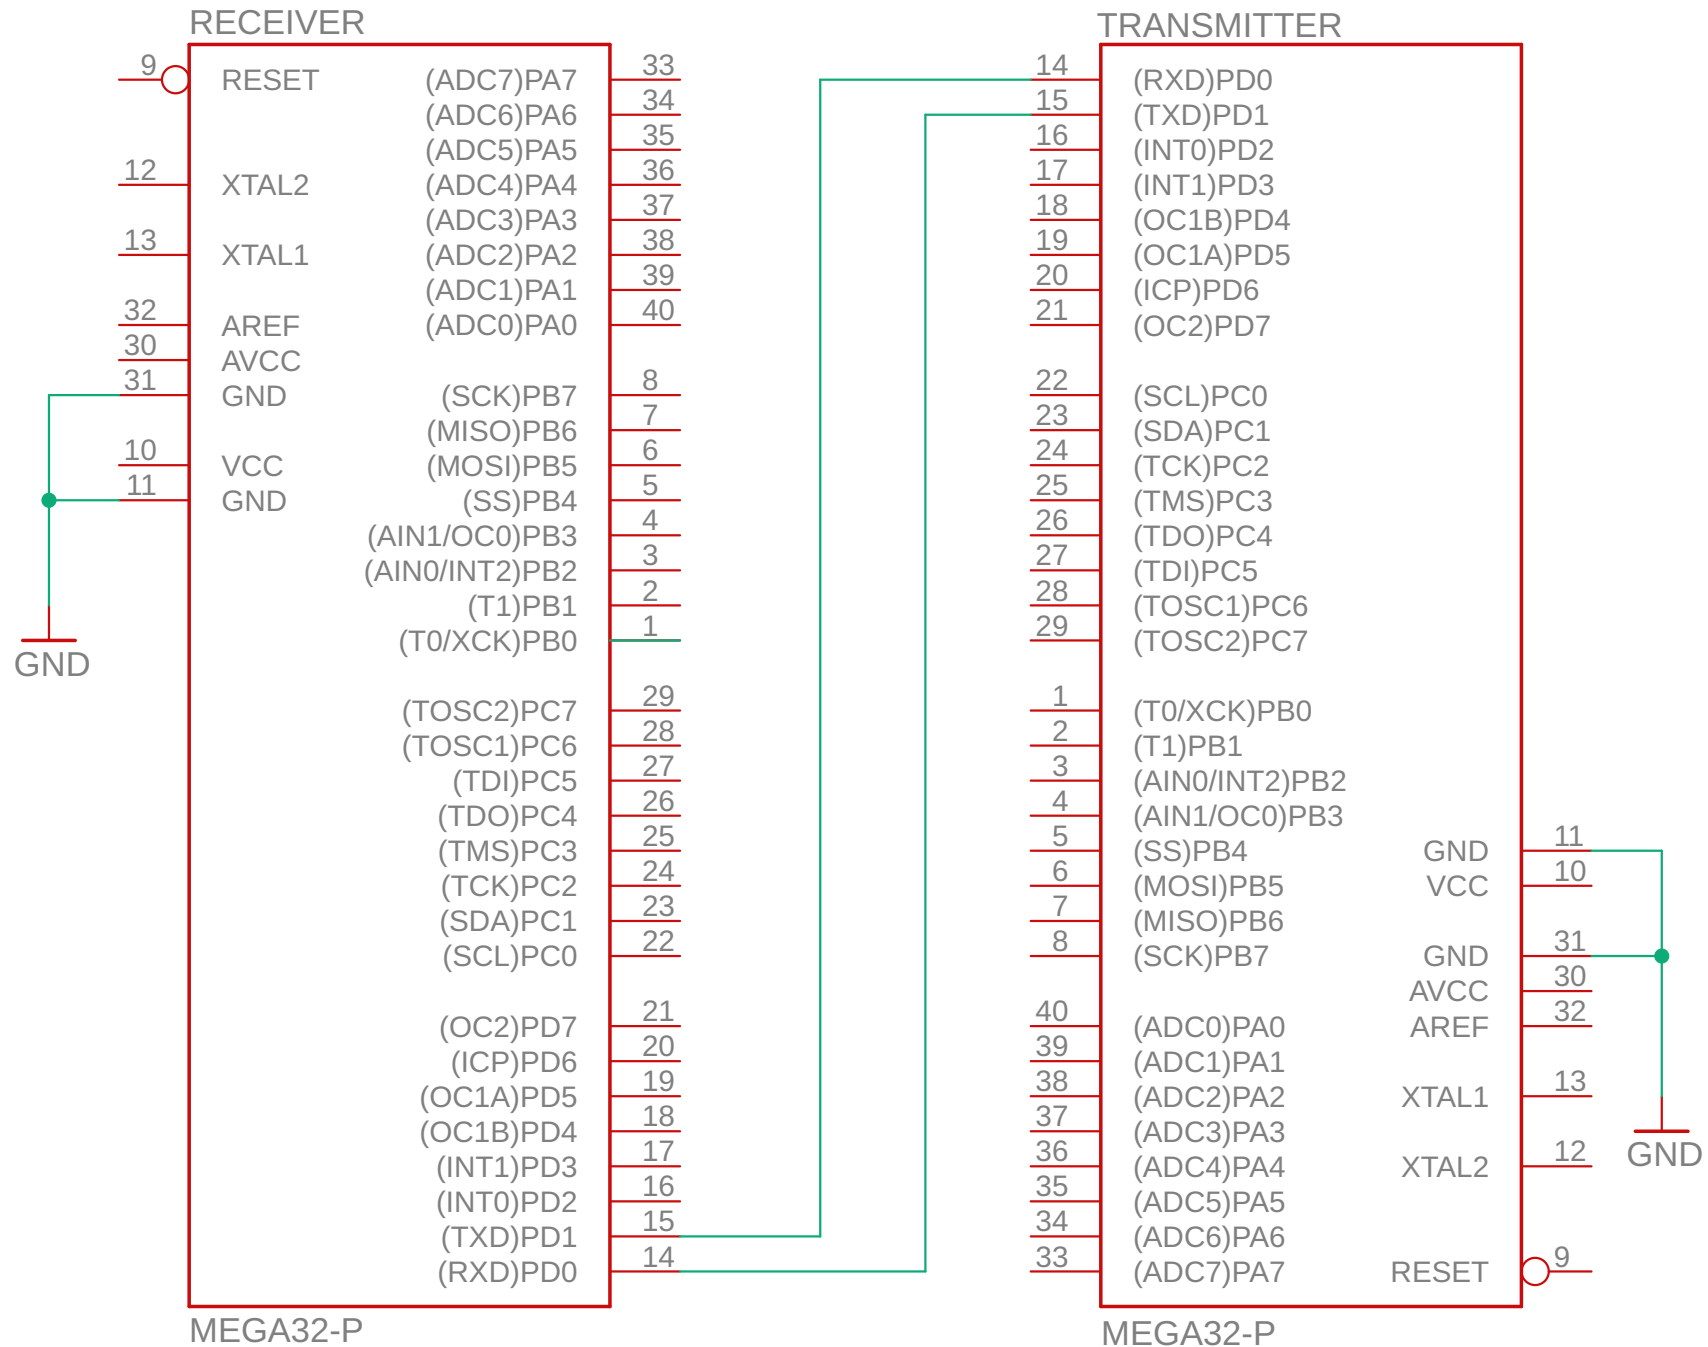 RECEIVER
9 RESET (ADC7)PA7 33
(ADC6)PA6 34
(ADC5)PA5 35
12 XTAL2 (ADC4)PA4 36
(ADC3)PA3 37
13 XTAL1 (ADC2)PA2 38
(ADC1)PA1 39
32 AREF (ADC0)PA0 40
30 AVCC
31 GND (SCK)PB7 8
(MISO)PB6 7
10 VCC (MOSI)PB5 6
11 GND (SS)PB4 5
(AIN1/OC0)PB3 4
(AIN0/INT2)PB2 3
(T1)PB1 2
(T0/XCK)PB0 1
GND
(TOSC2)PC7 29
(TOSC1)PC6 28
(TDI)PC5 27
(TDO)PC4 26
(TMS)PC3 25
(TCK)PC2 24
(SDA)PC1 23
(SCL)PC0 22
(OC2)PD7 21
(ICP)PD6 20
(OC1A)PD5 19
(OC1B)PD4 18
(INT1)PD3 17
(INT0)PD2 16
(TXD)PD1 15
(RXD)PD0 14
MEGA32-P
TRANSMITTER
14 (RXD)PD0
15 (TXD)PD1
16 (INT0)PD2
17 (INT1)PD3
18 (OC1B)PD4
19 (OC1A)PD5
20 (ICP)PD6
21 (OC2)PD7
22 (SCL)PC0
23 (SDA)PC1
24 (TCK)PC2
25 (TMS)PC3
26 (TDO)PC4
27 (TDI)PC5
28 (TOSC1)PC6
29 (TOSC2)PC7
1 (T0/XCK)PB0
2 (T1)PB1
3 (AIN0/INT2)PB2
4 (AIN1/OC0)PB3
5 (SS)PB4 GND 11
6 (MOSI)PB5 VCC 10
7 (MISO)PB6
8 (SCK)PB7 GND 31
AVCC 30
40 (ADC0)PA0 AREF 32
39 (ADC1)PA1
38 (ADC2)PA2 XTAL1 13
37 (ADC3)PA3
36 (ADC4)PA4 XTAL2 12
GND
35 (ADC5)PA5
34 (ADC6)PA6
33 (ADC7)PA7 RESET 9
MEGA32-P